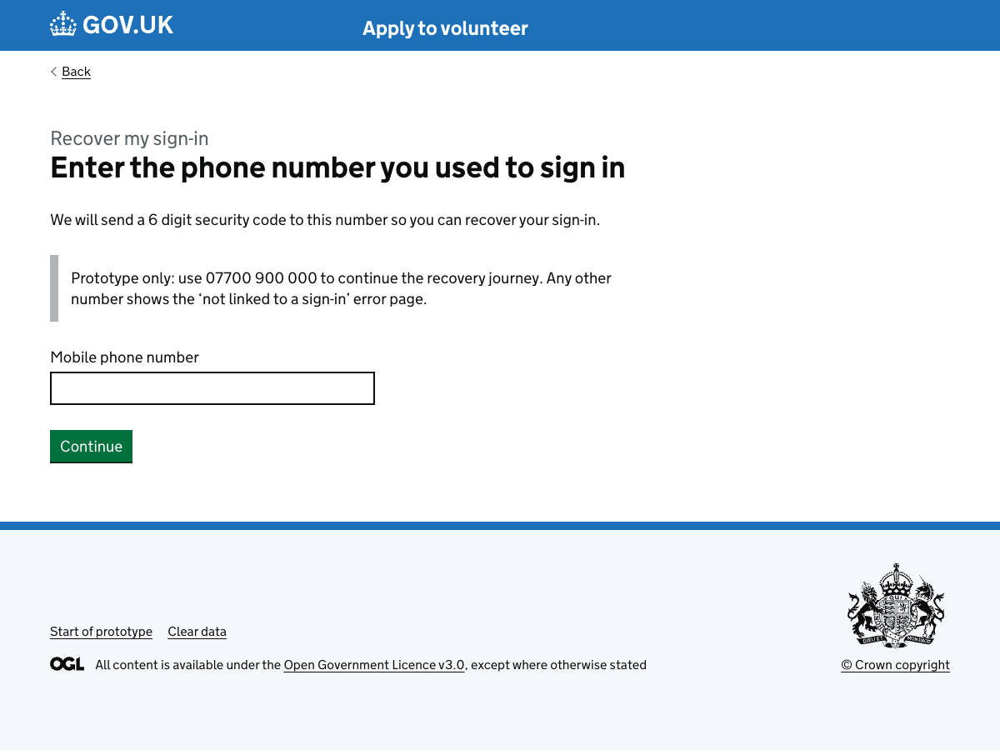 GOV.UK
Apply to volunteer
Back
Recover my sign-in
Enter the phone number you used to sign in
We will send a 6 digit security code to this number so you can recover your sign-in.
Prototype only: use 07700 900 000 to continue the recovery journey. Any other
number shows the ‘not linked to a sign-in’ error page.
Mobile phone number
Continue
Start of prototype
Clear data
OGL
All content is available under the Open Government Licence v3.0, except where otherwise stated
© Crown copyright